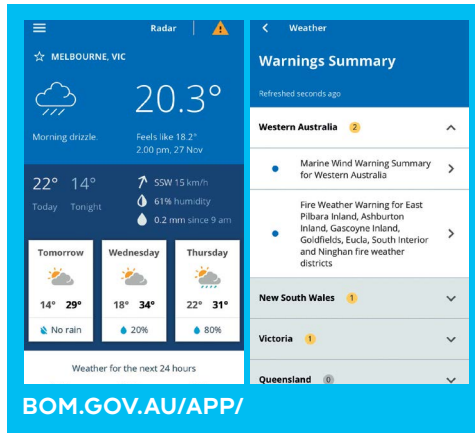 Radar
MELBOURNE, VIC
20.3°
Morning drizzle.
Feels like 18.2°
2.00 pm, 27 Nov
22° 14°
Today Tonight
SSW 15 km/h
61% humidity
0.2 mm since 9 am
Tomorrow Wednesday Thursday
14° 29° 18° 34° 22° 31°
No rain 20% 80%
Weather for the next 24 hours
Weather
Warnings Summary
Refreshed seconds ago
Western Australia 2
Marine Wind Warning Summary
for Western Australia
Fire Weather Warning for East
Pilbara Inland, Ashburton
Inland, Gascoyne Inland,
Goldfields, Eucla, South Interior
and Ninghan fire weather
districts
New South Wales 1
Victoria 1
Queensland 0
BOM.GOV.AU/APP/